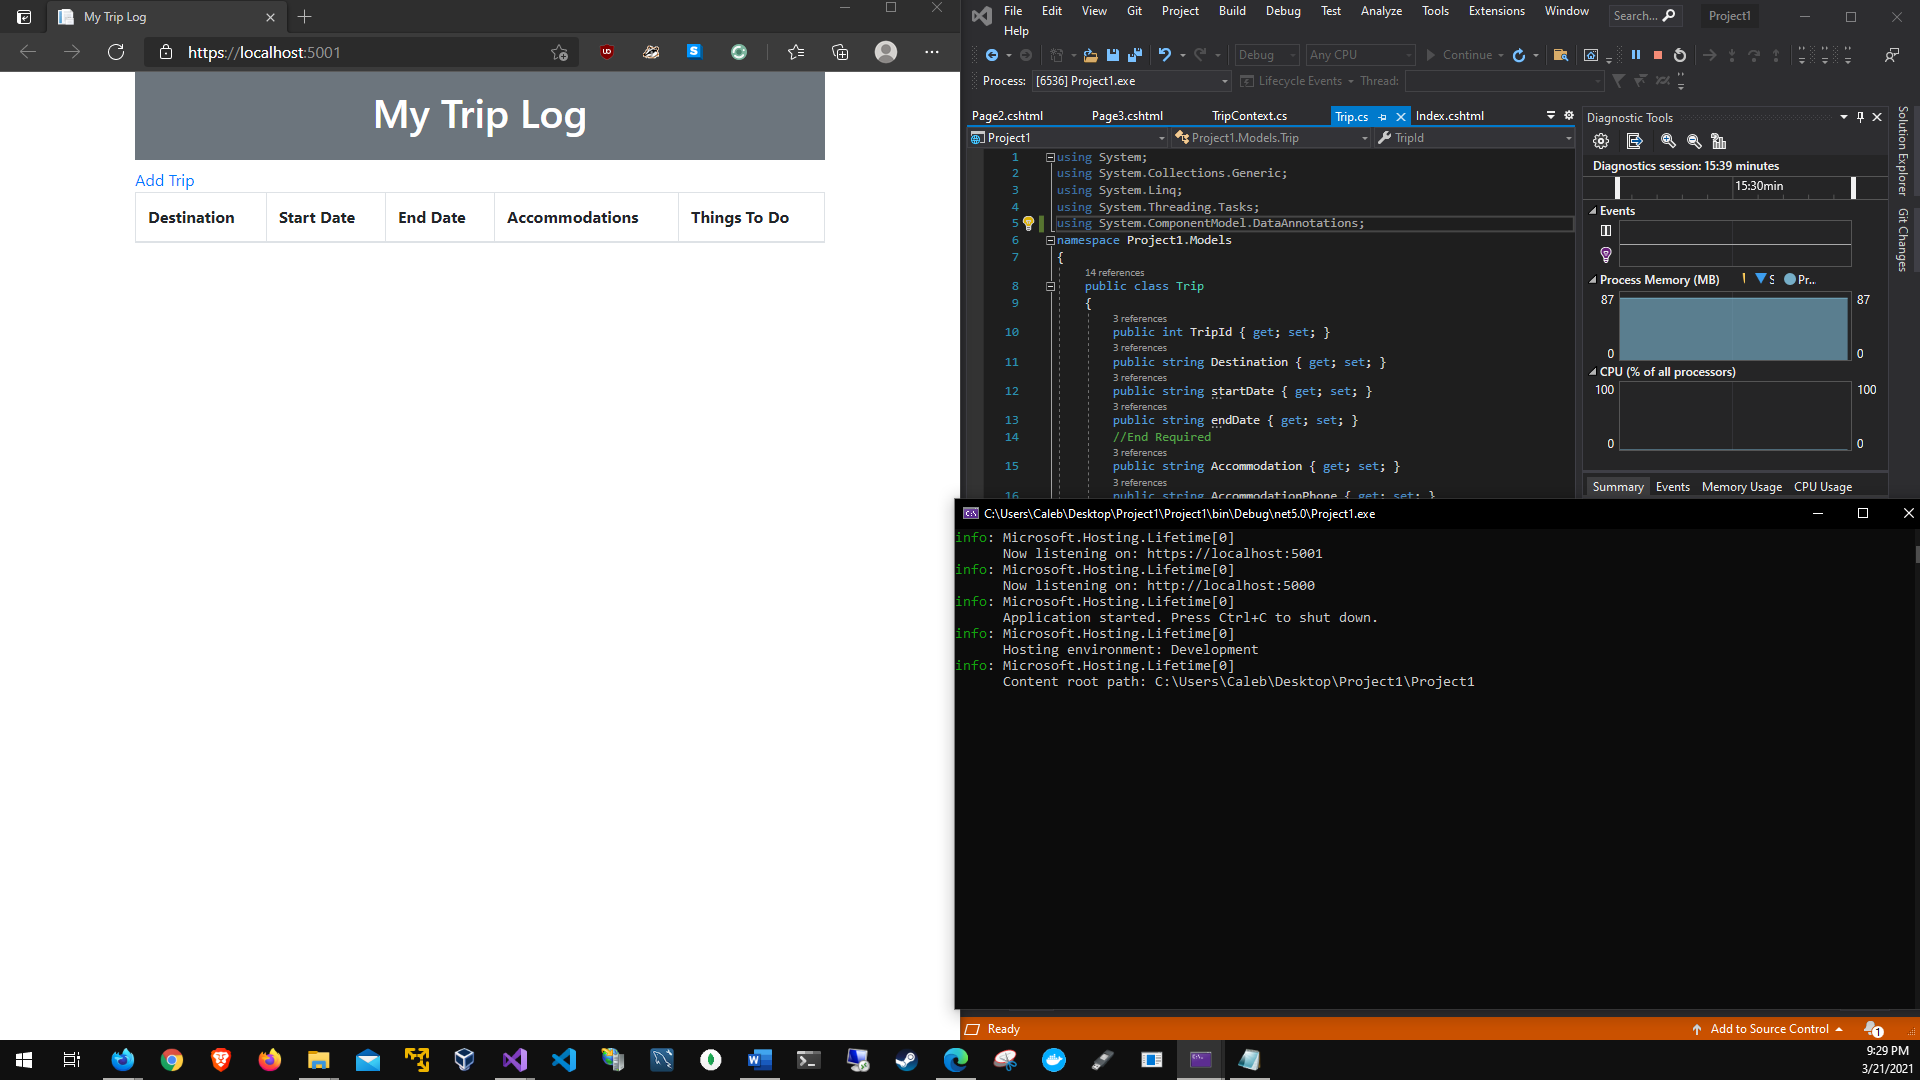 My Trip Log
https://localhost:5001
My Trip Log
Add Trip
Destination Start Date End Date Accommodations Things To Do
File Edit View Git Project Build Debug Test Analyze Tools Extensions Window Search... Project1
Help
Debug Any CPU Continue
Process: [6536] Project1.exe Lifecycle Events Thread:
Page2.cshtml Page3.cshtml TripContext.cs Trip.cs Index.cshtml
Project1 Project1.Models.Trip TripId
1 using System;
2 using System.Collections.Generic;
3 using System.Linq;
4 using System.Threading.Tasks;
5 using System.ComponentModel.DataAnnotations;
6 namespace Project1.Models
7 {
14 references
8 public class Trip
9 {
3 references
10 public int TripId { get; set; }
3 references
11 public string Destination { get; set; }
3 references
12 public string startDate { get; set; }
3 references
13 public string endDate { get; set; }
14 //End Required
3 references
15 public string Accommodation { get; set; }
3 references
16 public string AccommodationPhone { get; set; }
Diagnostic Tools
Diagnostics session: 15:39 minutes
15:30min
Events
Process Memory (MB) S Pr...
87 87
0 0
CPU (% of all processors)
100 100
0 0
Summary Events Memory Usage CPU Usage
Solution Explorer
Git Changes
C:\Users\Caleb\Desktop\Project1\Project1\bin\Debug\net5.0\Project1.exe
info: Microsoft.Hosting.Lifetime[0]
Now listening on: https://localhost:5001
info: Microsoft.Hosting.Lifetime[0]
Now listening on: http://localhost:5000
info: Microsoft.Hosting.Lifetime[0]
Application started. Press Ctrl+C to shut down.
info: Microsoft.Hosting.Lifetime[0]
Hosting environment: Development
info: Microsoft.Hosting.Lifetime[0]
Content root path: C:\Users\Caleb\Desktop\Project1\Project1
Ready
Add to Source Control 1
9:29 PM
3/21/2021